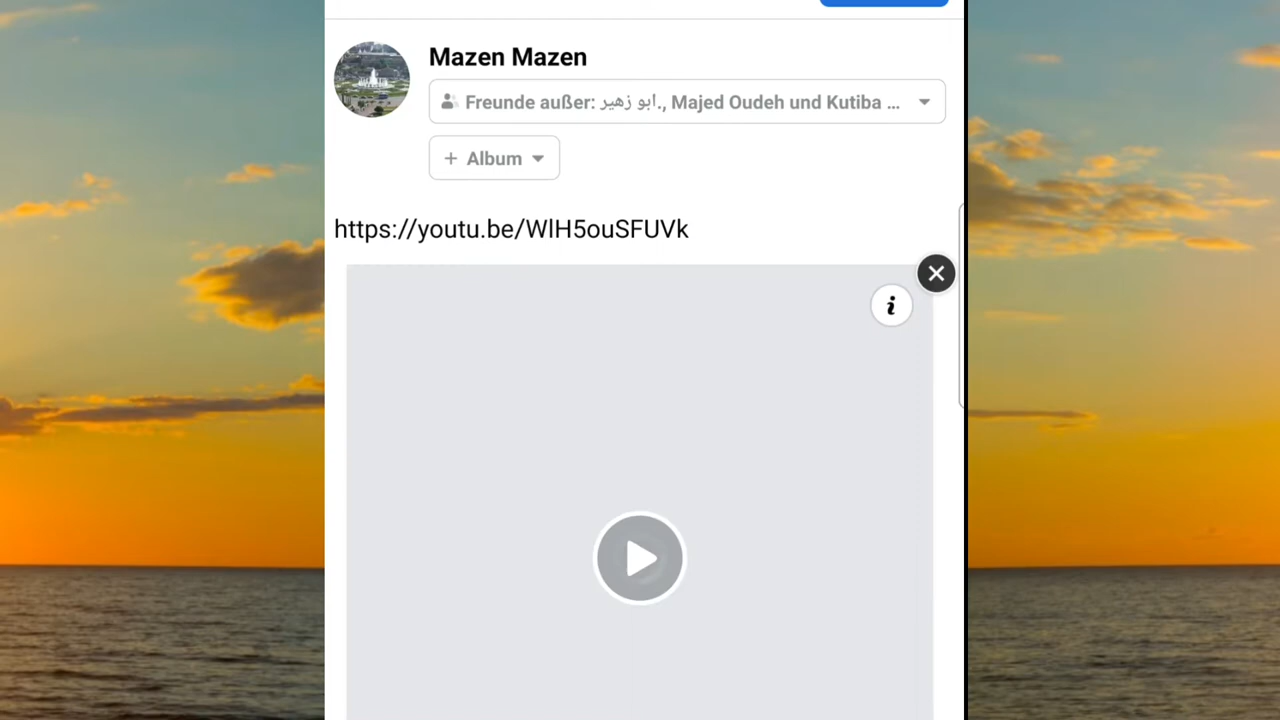 Mazen Mazen
Freunde außer: ابو زهير., Majed Oudeh und Kutiba ...
+ Album
https://youtu.be/WlH5ouSFUVk
i